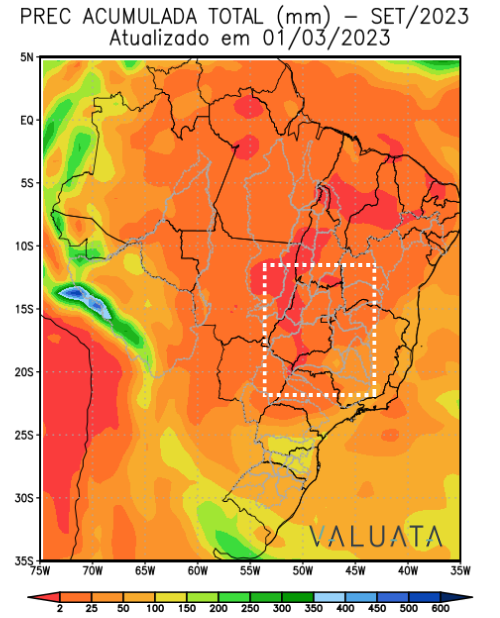 PREC ACUMULADA TOTAL (mm) – SET/2023
Atualizado em 01/03/2023
5N
EQ
5S
10S
15S
20S
25S
30S
35S
VALUATA
75W 70W 65W 60W 55W 50W 45W 40W 35W
2 25 50 100 150 200 250 300 350 400 450 500 600